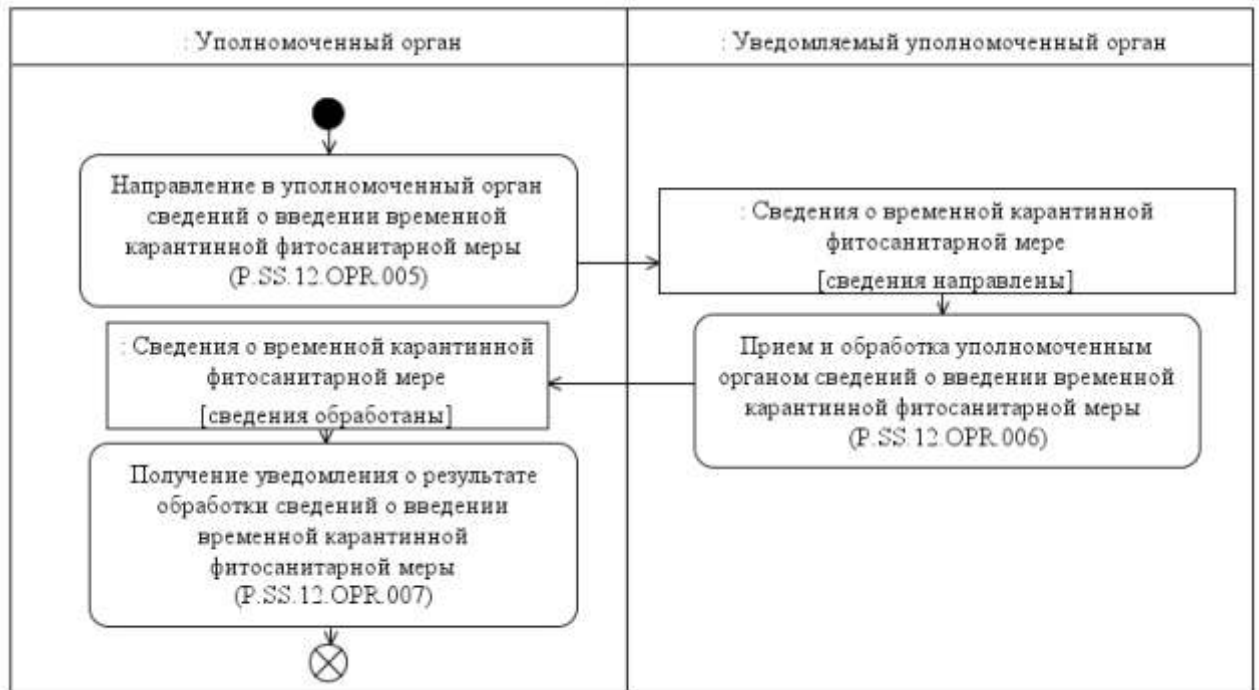 : Уполномоченный орган
: Уведомляемый уполномоченный орган
Направление в уполномоченный орган
сведений о введении временной
карантинной фитосанитарной меры
(P.SS.12.OPR.005)
: Сведения о временной карантинной
фитосанитарной мере
[сведения направлены]
Прием и обработка уполномоченным
органом сведений о введении временной
карантинной фитосанитарной меры
(P.SS.12.OPR.006)
: Сведения о временной карантинной
фитосанитарной мере
[сведения обработаны]
Получение уведомления о результате
обработки сведений о введении
временной карантинной
фитосанитарной меры
(P.SS.12.OPR.007)